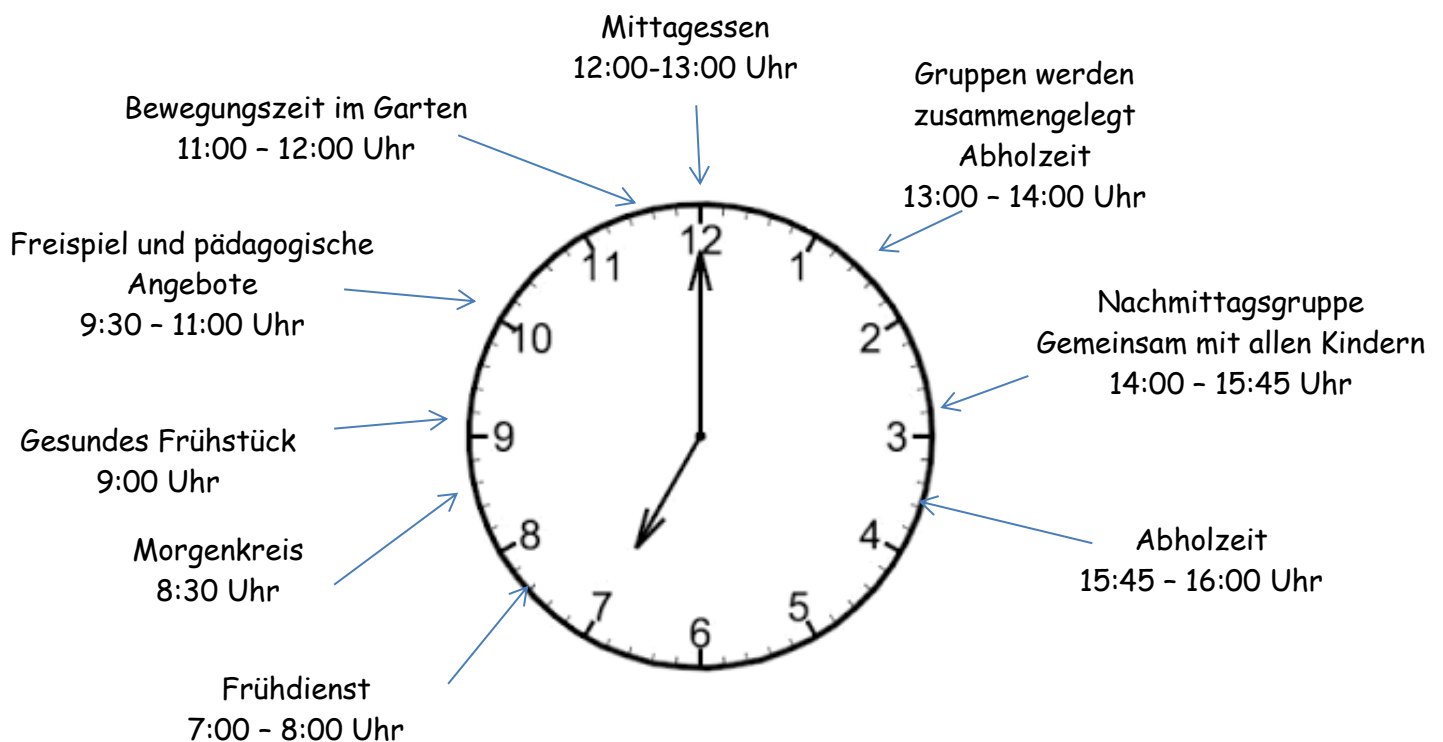 Mittagessen
12:00-13:00 Uhr
Gruppen werden
zusammengelegt
Abholzeit
13:00 – 14:00 Uhr
Bewegungszeit im Garten
11:00 – 12:00 Uhr
Freispiel und pädagogische
Angebote
9:30 – 11:00 Uhr
Nachmittagsgruppe
Gemeinsam mit allen Kindern
14:00 – 15:45 Uhr
Gesundes Frühstück
9:00 Uhr
Morgenkreis
8:30 Uhr
Abholzeit
15:45 – 16:00 Uhr
Frühdienst
7:00 – 8:00 Uhr
12
1
2
3
4
5
6
7
8
9
10
11